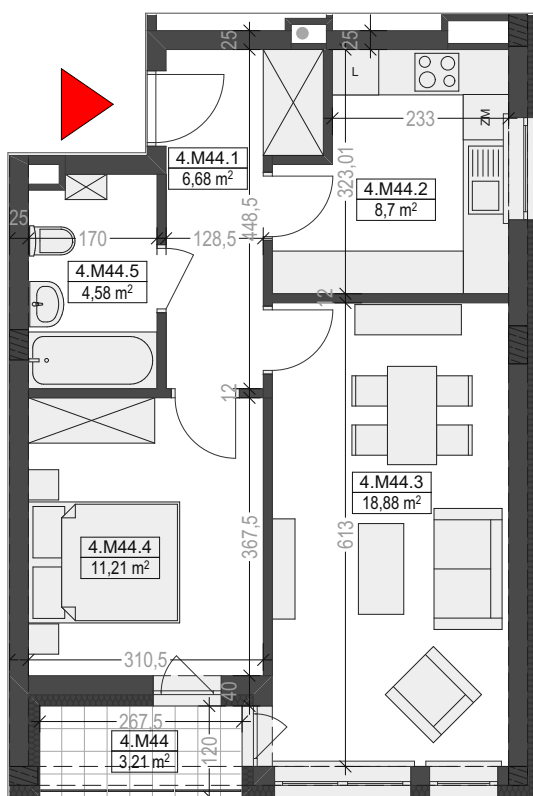 25
25
L
233
ZM
4.M44.1
6,68 m²
323,01
4.M44.2
8,7 m²
448,5
25
170
128,5
4.M44.5
4,58 m²
12
12
4.M44.3
18,88 m²
613
367,5
4.M44.4
11,21 m²
310,5
40
267,5
120
4.M44
3,21 m²